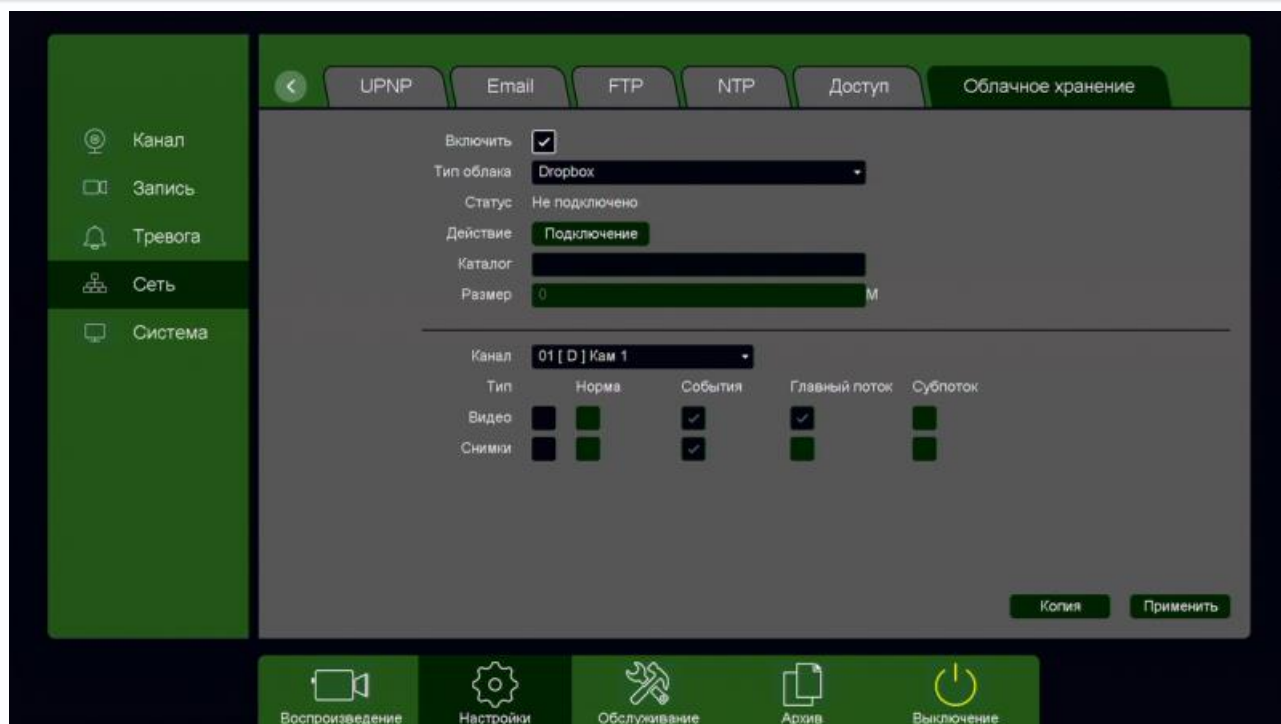 UPNP Email FTP NTP Доступ Облачное хранение
Канал
Запись
Тревога
Сеть
Система
Включить
Тип облака Dropbox
Статус Не подключено
Действие Подключение
Каталог
Размер 0 M
Канал 01 [ D ] Кам 1
Тип Норма События Главный поток Субпоток
Видео
Снимки
Копия Применить
Воспроизведение Настройки Обслуживание Архив Выключение